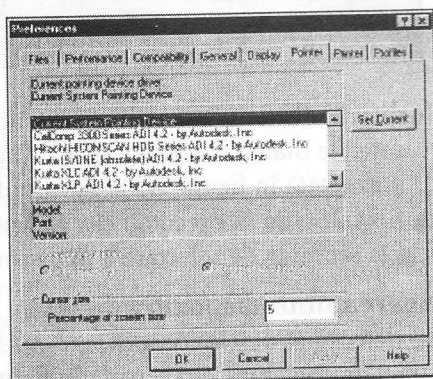 Preferences
Files Performance Compatibility General Display Pointer Printer Profiles
Current pointing device driver
Current System Pointing Device
Current System Pointing Device
CalComp 3300 Series ADI 4.2 - by Autodesk, Inc
Hitachi HICOMSCAN HDG Series ADI 4.2 - by Autodesk, Inc
Kurta IS/ONE (obsolete) ADI 4.2 - by Autodesk, Inc
Kurta XLC ADI 4.2 - by Autodesk, Inc
Kurta XLP, ADI 4.2 - by Autodesk, Inc
Set Current
Model:
Port:
Version:
Cursor size
Percentage of screen size
5
OK Cancel Apply Help